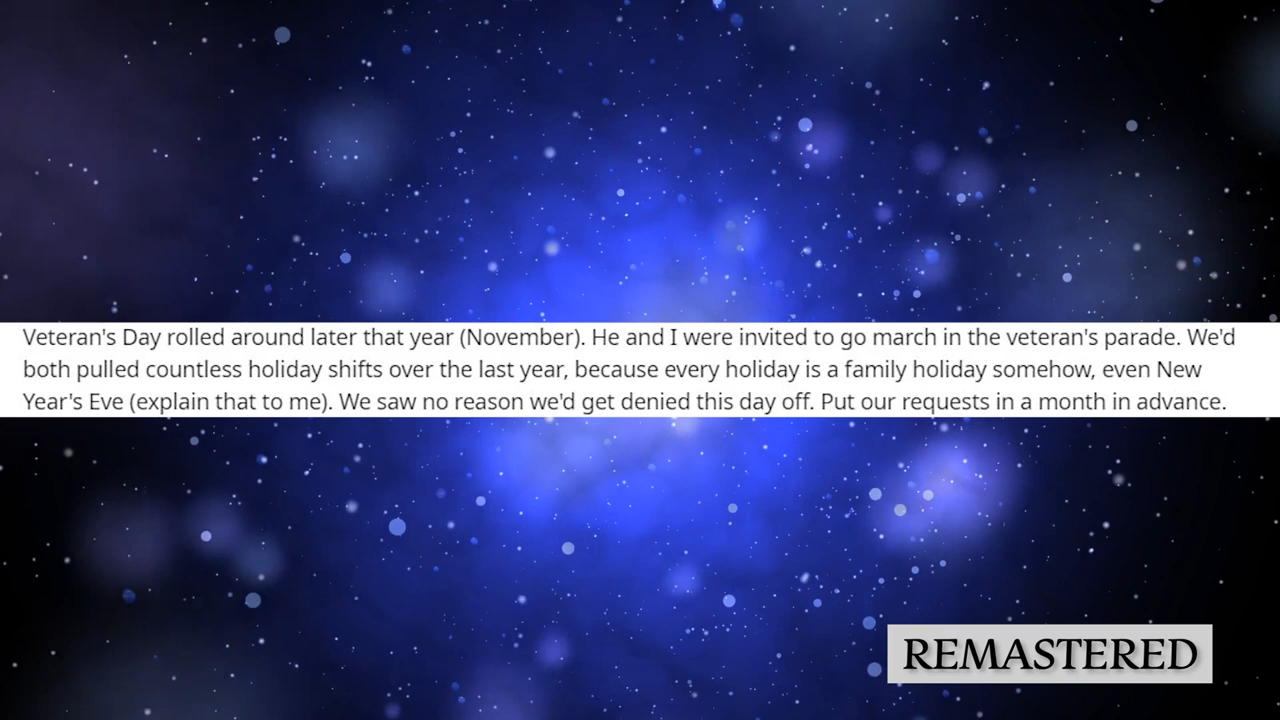 Veteran's Day rolled around later that year (November). He and I were invited to go march in the veteran's parade. We'd
both pulled countless holiday shifts over the last year, because every holiday is a family holiday somehow, even New
Year's Eve (explain that to me). We saw no reason we'd get denied this day off. Put our requests in a month in advance.
REMASTERED